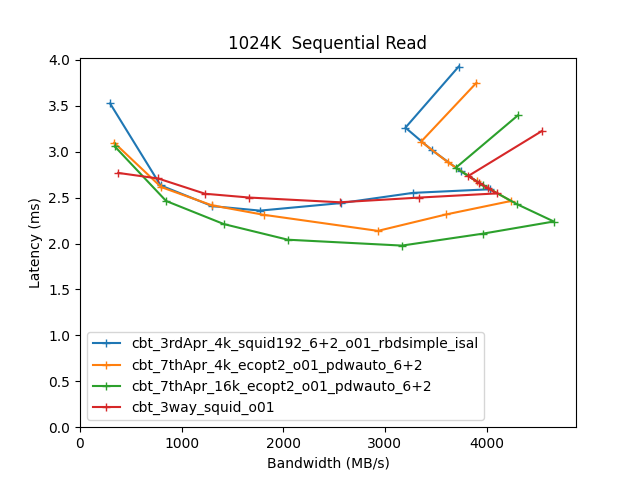 1024K  Sequential Read
Latency (ms)
4.0
3.5
3.0
2.5
2.0
1.5
1.0
0.5
0.0
cbt_3rdApr_4k_squid192_6+2_o01_rbdsimple_isal
cbt_7thApr_4k_ecopt2_o01_pdwauto_6+2
cbt_7thApr_16k_ecopt2_o01_pdwauto_6+2
cbt_3way_squid_o01
0 1000 2000 3000 4000
Bandwidth (MB/s)